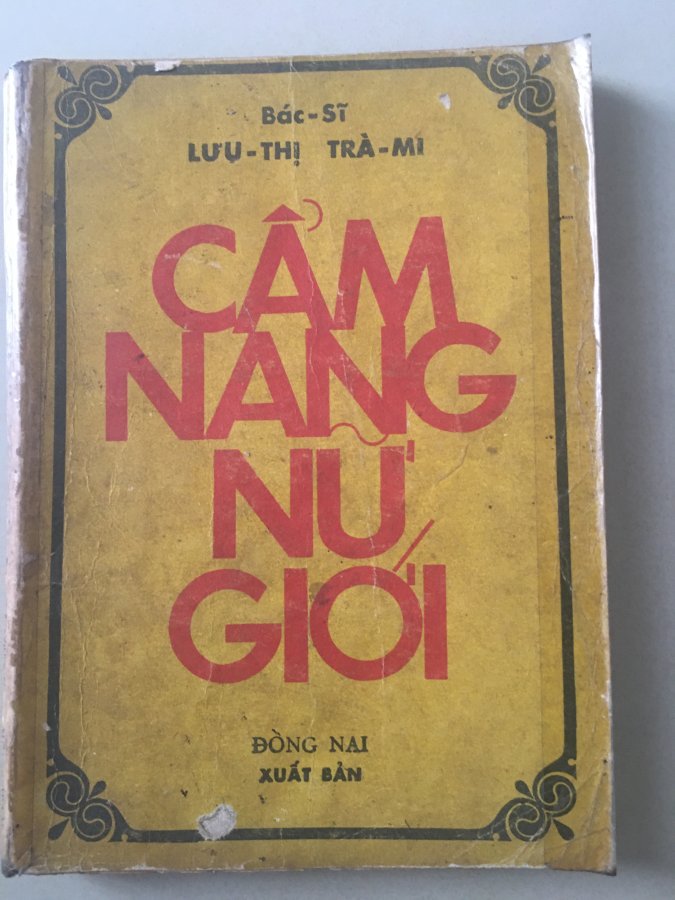 Bác-Sĩ
LƯU-THỊ TRÀ-MI
CẨM
NANG
NỮ
GIỚI
ĐỒNG NAI
XUẤT BẢN